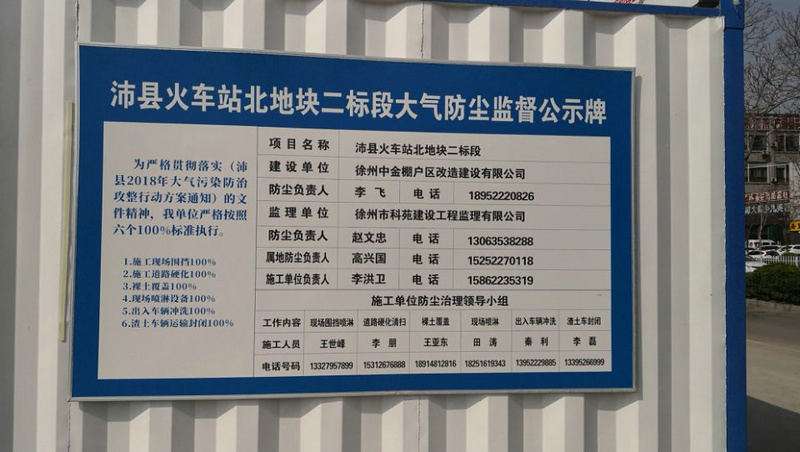 沛县火车站北地块二标段大气防尘监督公示牌
为严格贯彻落实（沛
县2018年大气污染防治
攻整行动方案通知）的文
件精神，我单位严格按照
六个100%标准执行。
1.施工现场围挡100%
2.施工道路硬化100%
3.裸土覆盖100%
4.现场喷淋设备100%
5.出入车辆冲洗100%
6.渣土车辆运输封闭100%
项目名称 沛县火车站北地块二标段
建设单位 徐州中金棚户区改造建设有限公司
防尘负责人 李飞 电话 18952220826
监理单位 徐州市科苑建设工程监理有限公司
防尘负责人 赵文忠 电话 13063538288
属地防尘负责人 高兴国 电话 15252270118
施工单位负责人 李洪卫 电话 15862235319
施工单位防尘治理领导小组
工作内容 现场围挡喷淋 道路硬化清扫 裸土覆盖 现场喷淋 出入车辆冲洗 渣土车封闭
施工人员 王世峰 李朋 王亚东 田涛 秦利 李磊
电话号码 13327957899 15312676888 18914812816 18251619343 13952229885 13395266999